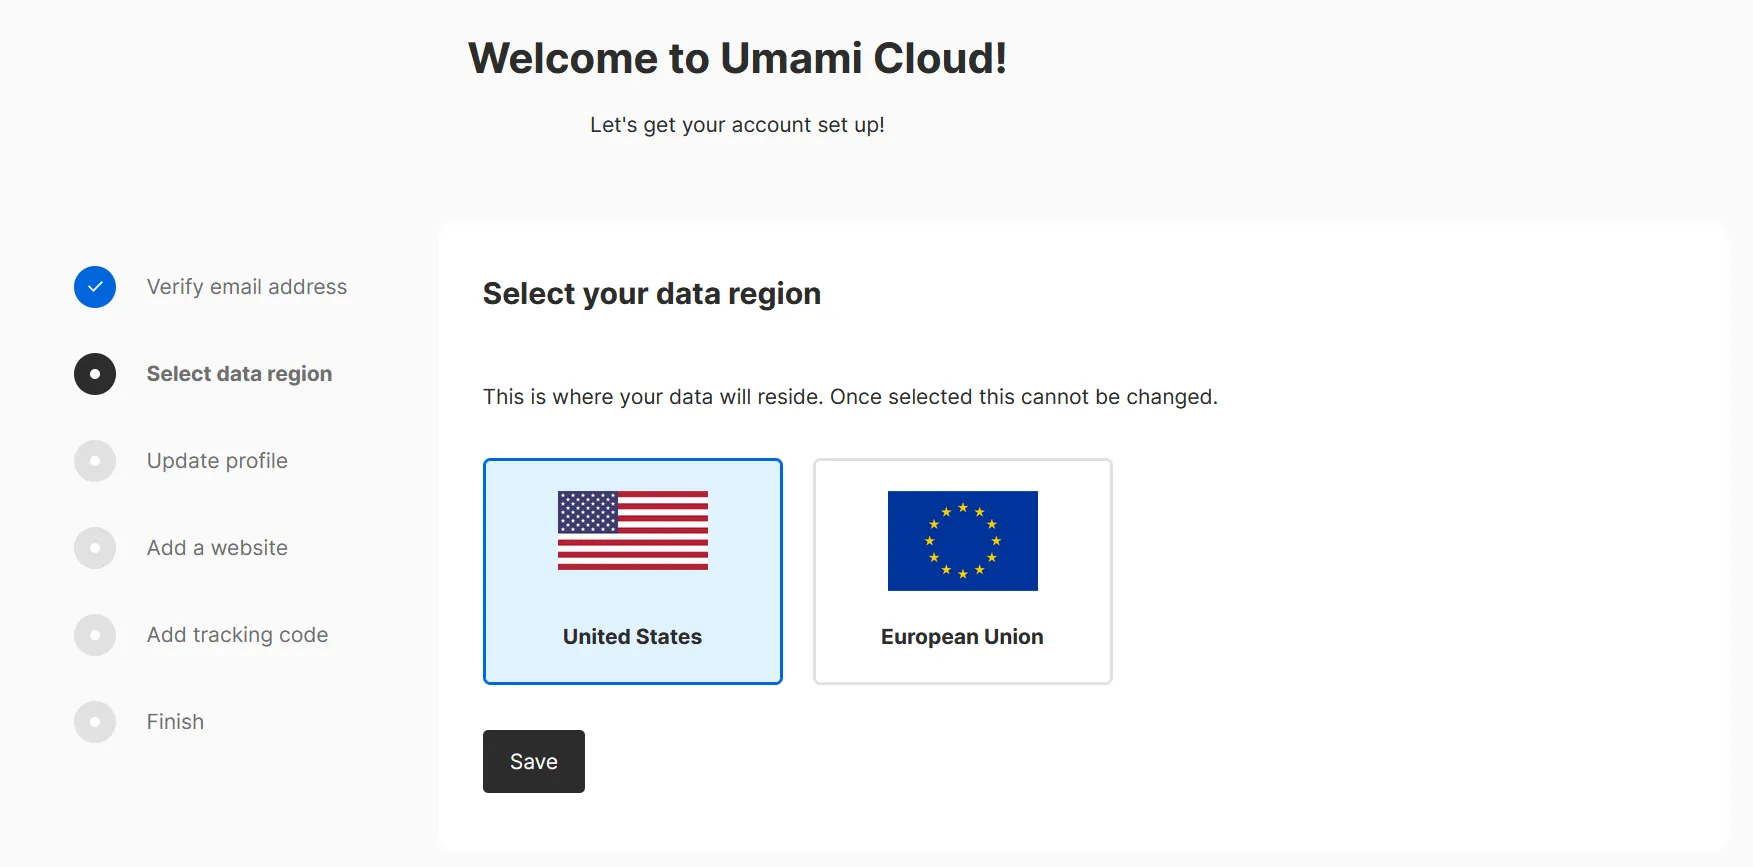 Welcome to Umami Cloud!
Let's get your account set up!
Verify email address
Select data region
Update profile
Add a website
Add tracking code
Finish
Select your data region
This is where your data will reside. Once selected this cannot be changed.
United States
European Union
Save